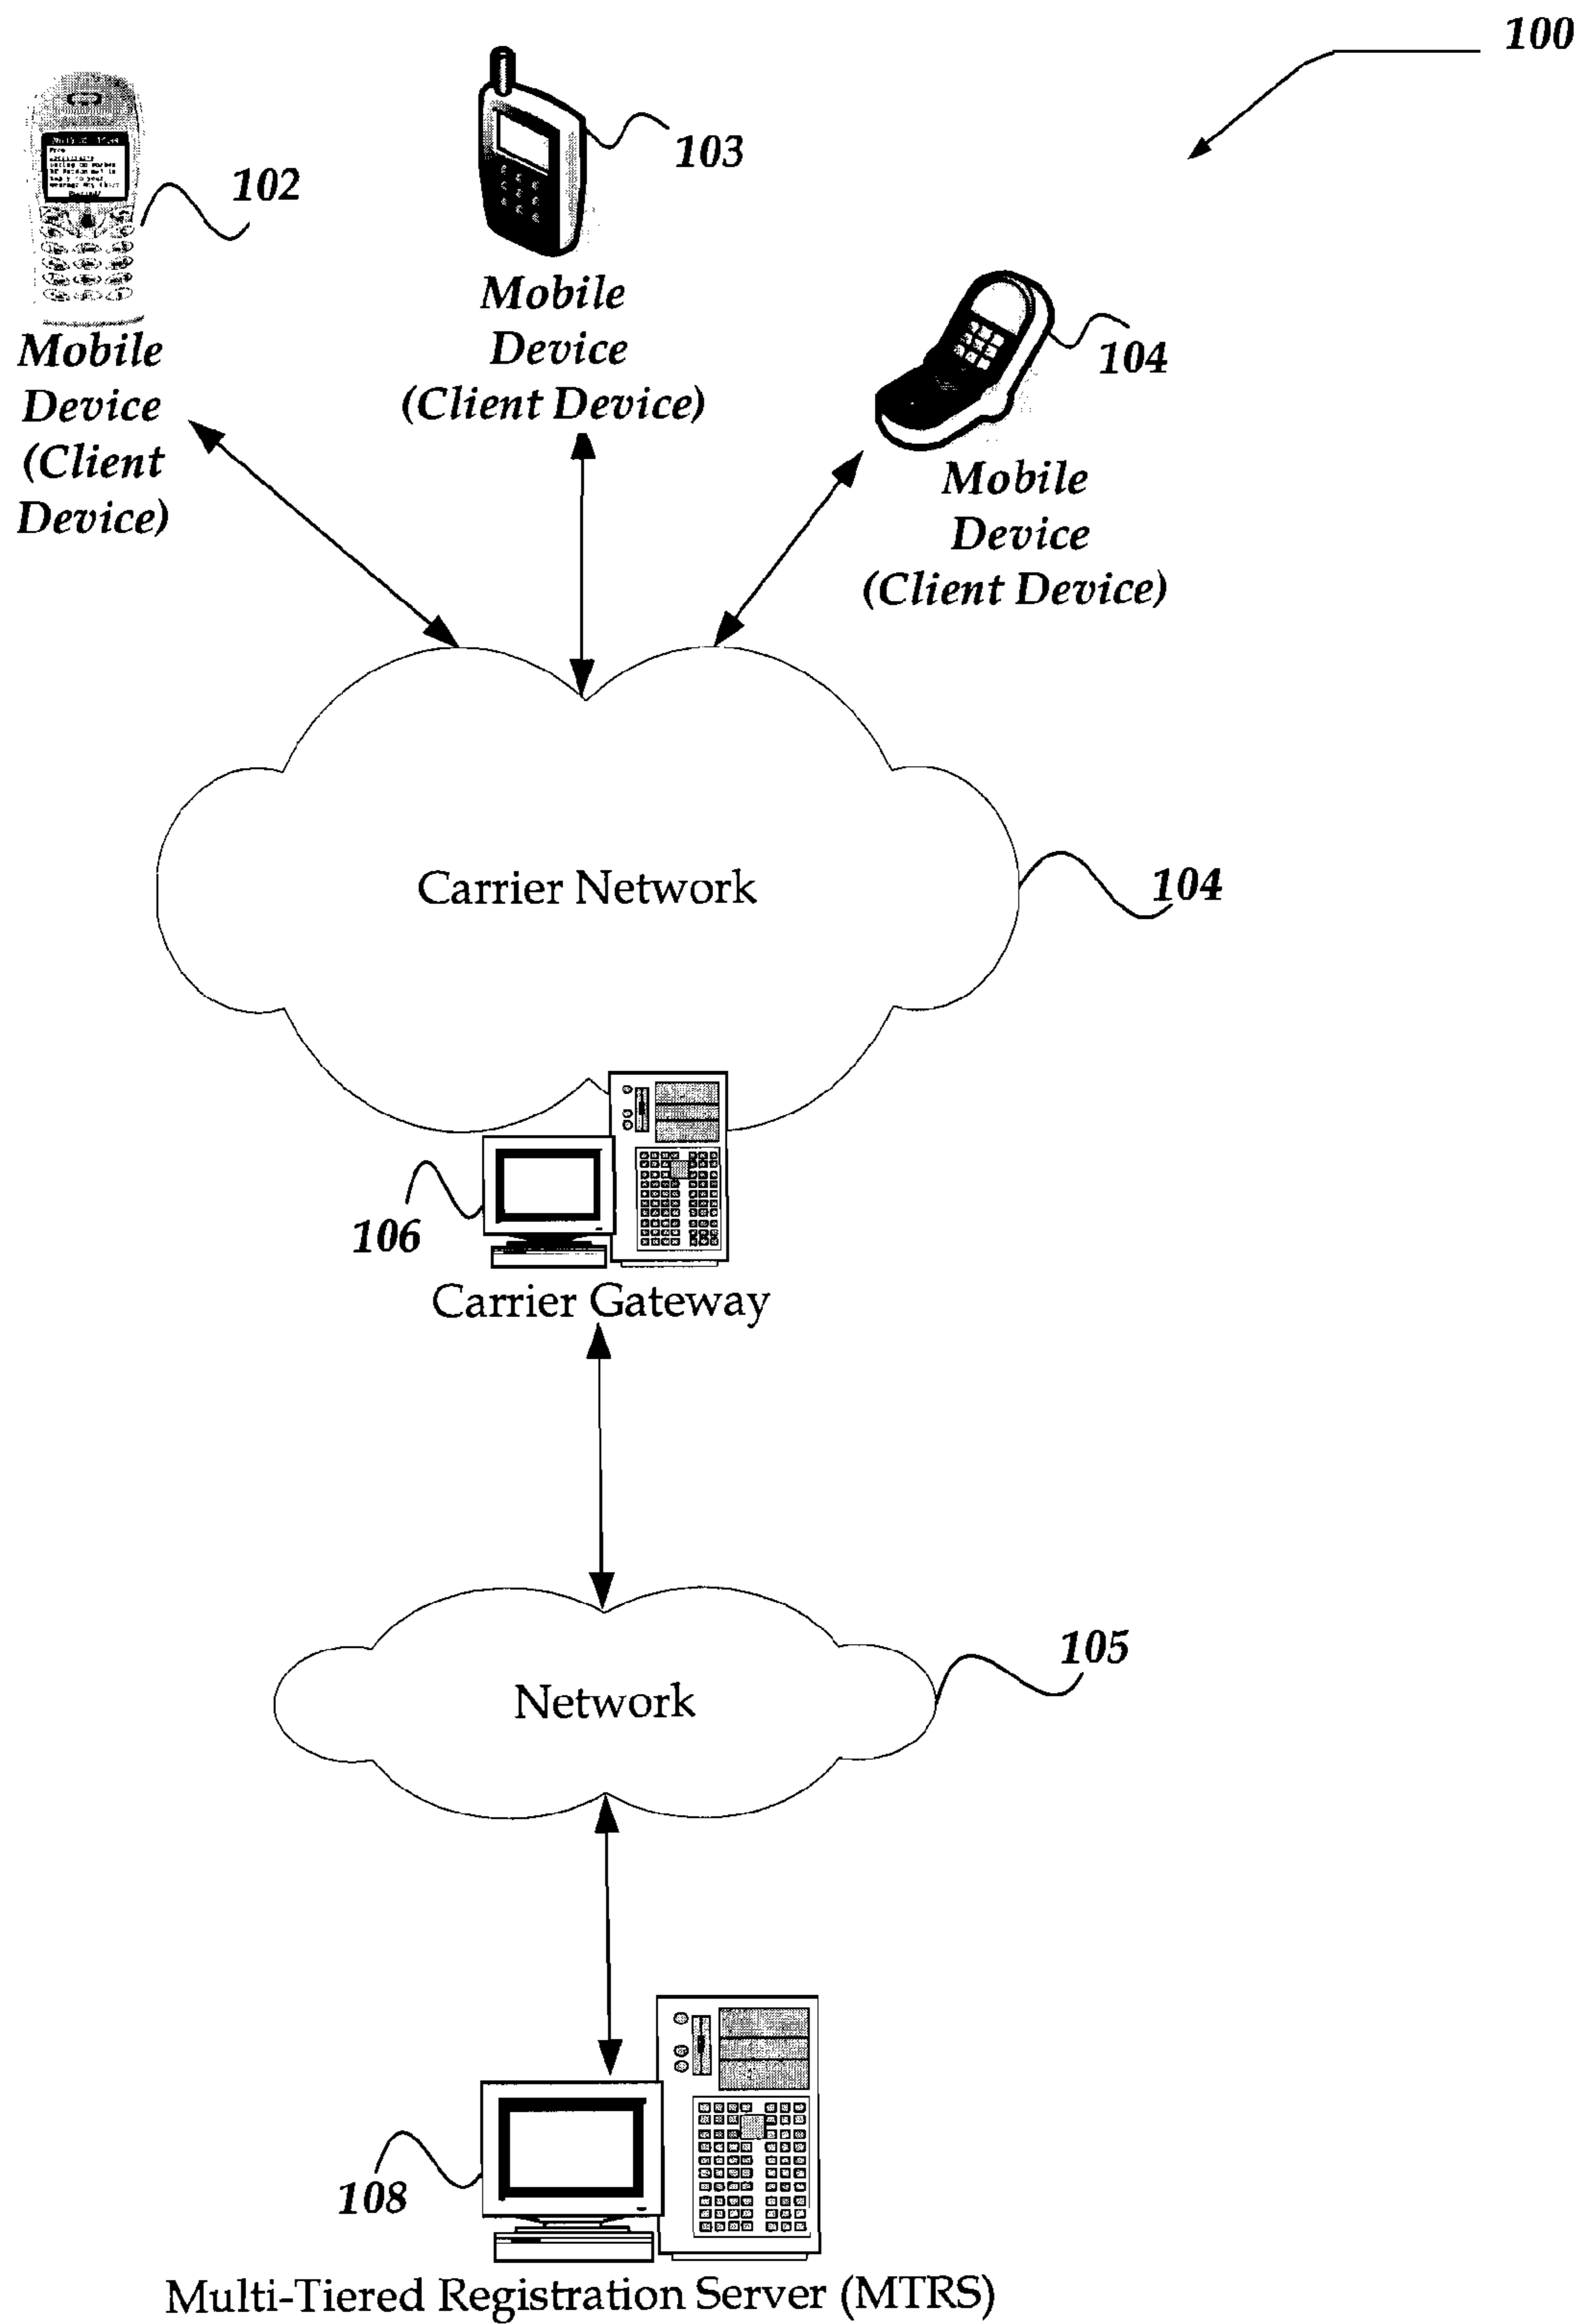 100
103
102
Mobile
Device
(Client Device)
104
Mobile
Device
(Client
Device)
Mobile
Device
(Client Device)
Carrier Network
104
106
Carrier Gateway
105
Network
108
Multi-Tiered Registration Server (MTRS)